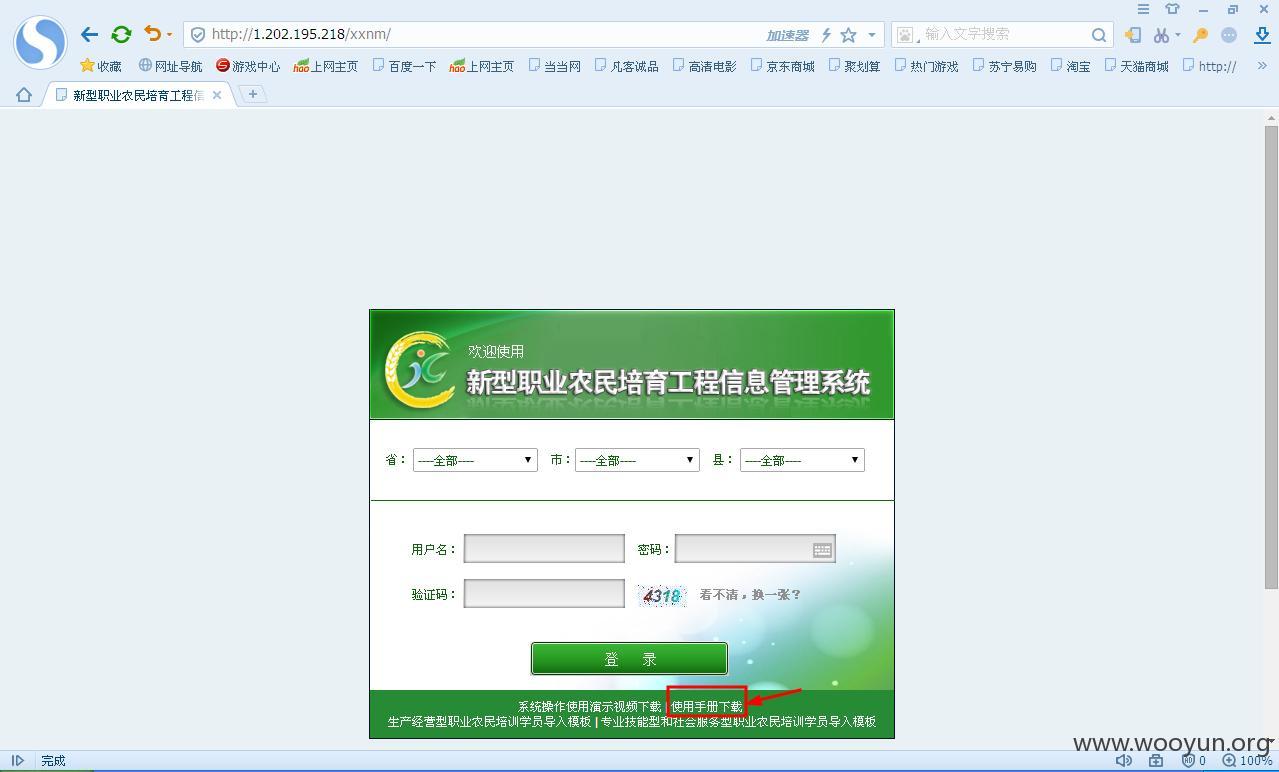 http://1.202.195.218/xxnm/ 加速器 输入文字搜索
收藏 网址导航 游戏中心 上网主页 百度一下 上网主页 当当网 凡客诚品 高清电影 京东商城 聚划算 热门游戏 苏宁易购 淘宝 天猫商城 http:// »
新型职业农民培育工程信
欢迎使用
新型职业农民培育工程信息管理系统
省： ----全部---- 市： ----全部---- 县： ----全部----
用户名： 密码：
验证码： 4318 看不清，换一张？
登 录
系统操作使用演示视频下载 | 使用手册下载
生产经营型职业农民培训学员导入模板 | 专业技能型和社会服务型职业农民培训学员导入模板
www.wooyun.org
完成 0 100%